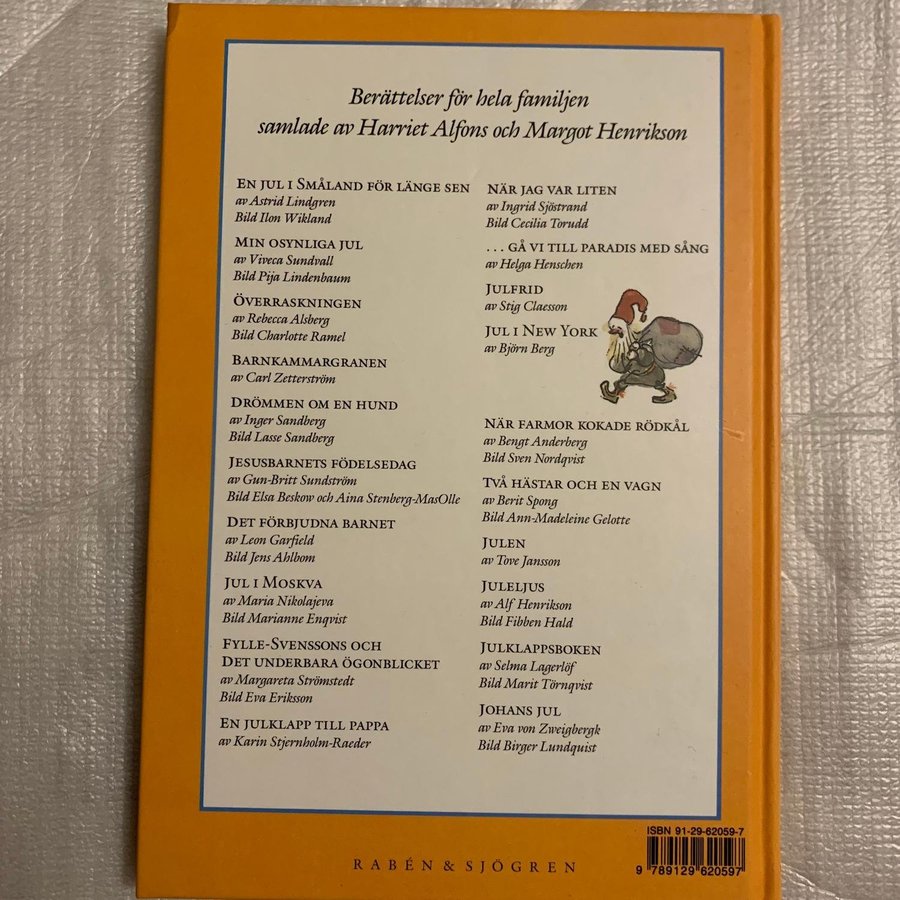 Berättelser för hela familjen
samlade av Harriet Alfons och Margot Henrikson
En jul i Småland för länge sen
av Astrid Lindgren
Bild Ilon Wikland
Min osynliga jul
av Viveca Sundvall
Bild Pija Lindenbaum
Överraskningen
av Rebecca Alsberg
Bild Charlotte Ramel
Barnkammargranen
av Carl Zetterström
Drömmen om en hund
av Inger Sandberg
Bild Lasse Sandberg
Jesusbarnets födelsedag
av Gun-Britt Sundström
Bild Elsa Beskow och Aina Stenberg-MasOlle
Det förbjudna barnet
av Leon Garfield
Bild Jens Ahlbom
Jul i Moskva
av Maria Nikolajeva
Bild Marianne Enqvist
Fylle-Svenssons och
Det underbara ögonblicket
av Margareta Strömstedt
Bild Eva Eriksson
En julklapp till pappa
av Karin Stjernholm-Raeder
När jag var liten
av Ingrid Sjöstrand
Bild Cecilia Torudd
... gå vi till paradis med sång
av Helga Henschen
Julfrid
av Stig Claesson
Jul i New York
av Björn Berg
När farmor kokade rödkål
av Bengt Anderberg
Bild Sven Nordqvist
Två hästar och en vagn
av Berit Spong
Bild Ann-Madeleine Gelotte
Julen
av Tove Jansson
Juleljus
av Alf Henrikson
Bild Fibben Hald
Julklappsboken
av Selma Lagerlöf
Bild Marit Törnqvist
Johans jul
av Eva von Zweigbergk
Bild Birger Lundquist
RABÉN & SJÖGREN
ISBN 91-29-62059-7
9 789129 620597